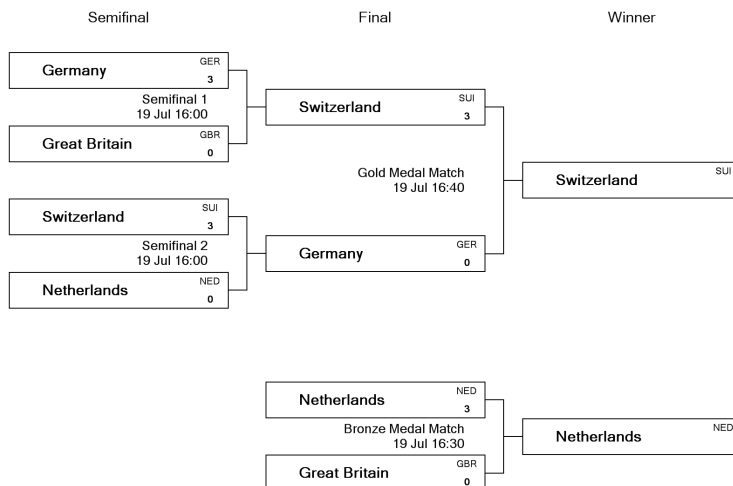 Semifinal Final Winner
Germany GER
3
Semifinal 1
19 Jul 16:00
Great Britain GBR
0
Switzerland SUI
3
Semifinal 2
19 Jul 16:00
Netherlands NED
0
Switzerland SUI
3
Gold Medal Match
19 Jul 16:40
Germany GER
0
Switzerland SUI
Netherlands NED
3
Bronze Medal Match
19 Jul 16:30
Great Britain GBR
0
Netherlands NED